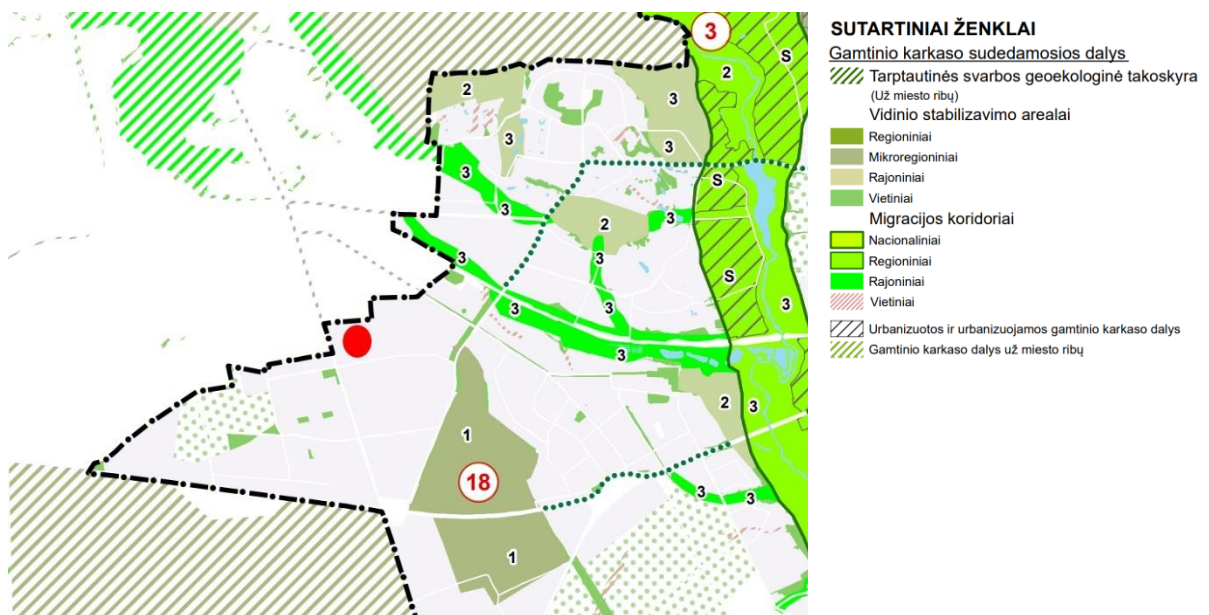 3
2
S
2
3
3
3
3
S
3
3
2
3
3
3
S
3
3
3
3
2
3
1
18
3
3
1
SUTARTINIAI ŽENKLAI
Gamtinio karkaso sudedamosios dalys
Tarptautinės svarbos geoekologinė takoskyra
(Už miesto ribų)
Vidinio stabilizavimo arealai
Regioniniai
Mikroregioniniai
Rajoniniai
Vietiniai
Migracijos koridoriai
Nacionaliniai
Regioniniai
Rajoniniai
Vietiniai
Urbanizuotos ir urbanizuojamos gamtinio karkaso dalys
Gamtinio karkaso dalys už miesto ribų